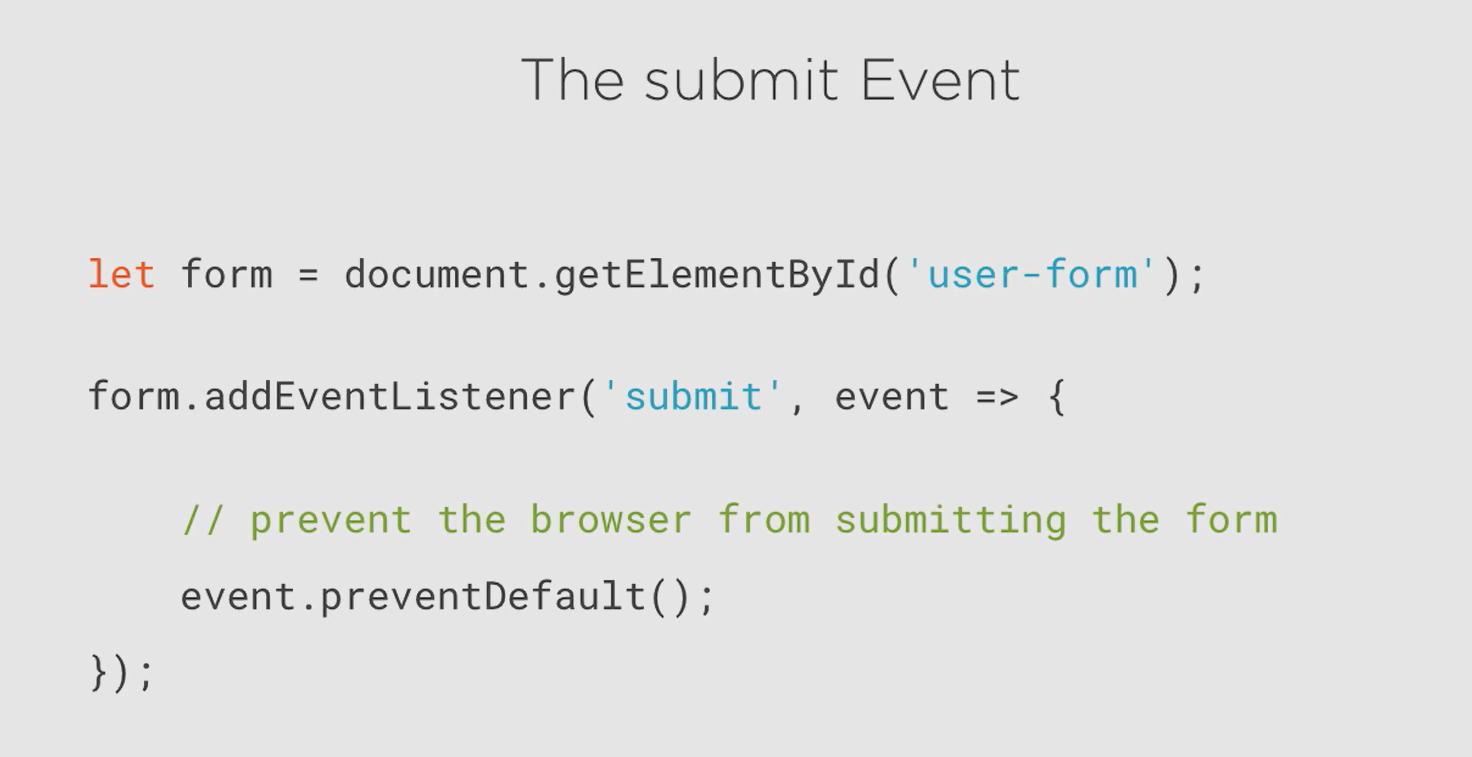 The submit Event
let form = document.getElementById('user-form');
form.addEventListener('submit', event => {
// prevent the browser from submitting the form
event.preventDefault();
});